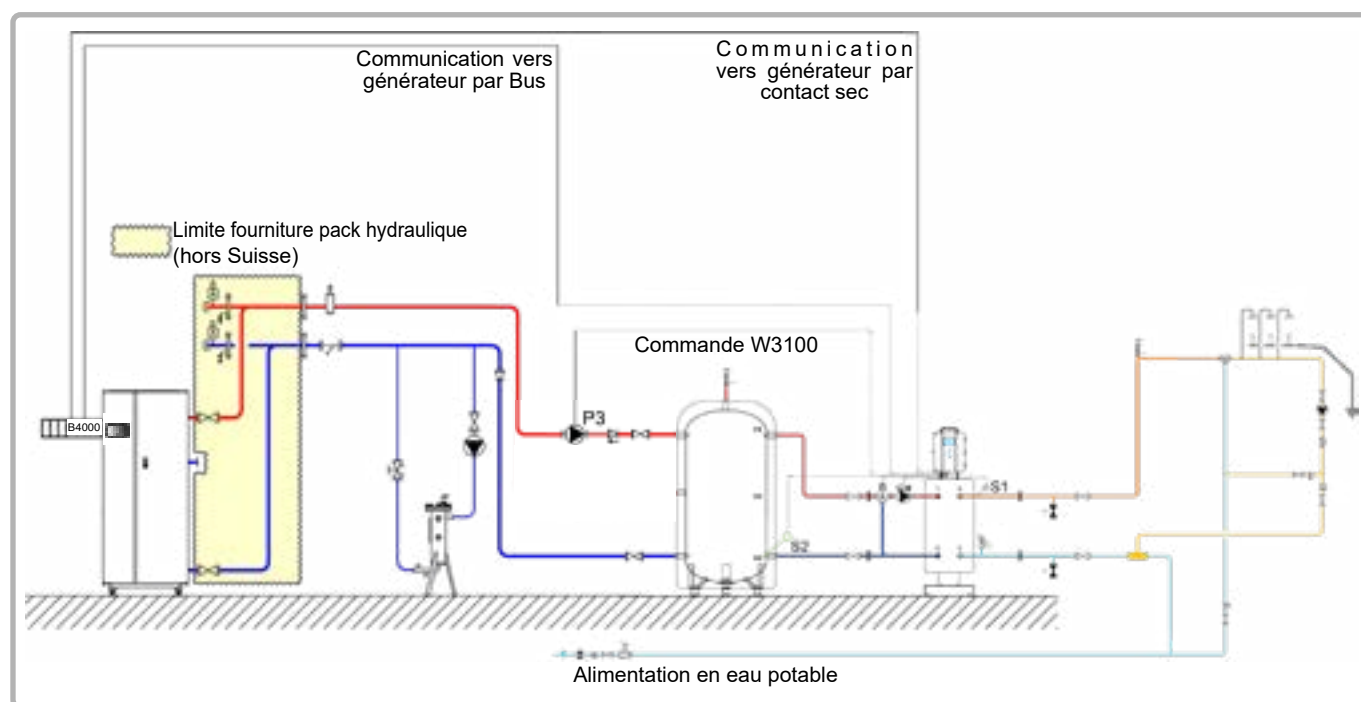 Communication vers
générateur par Bus
Communication
vers générateur par
contact sec
Limite fourniture pack hydraulique
(hors Suisse)
Commande W3100
P3
B4000
S1
S2
Alimentation en eau potable